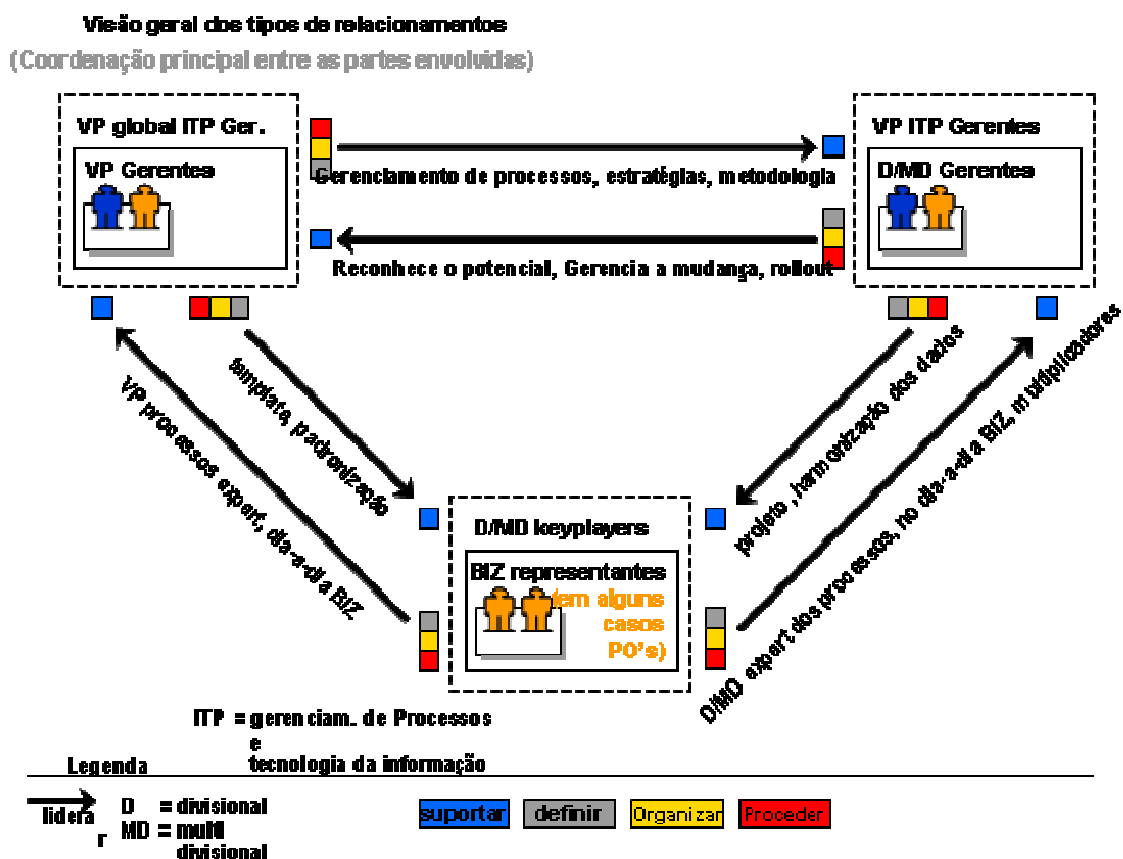 Visão geral dos tipos de relacionamentos
(Coordenação principal entre as partes envolvidas)
VP global ITP Ger.
VP Gerentes
VP ITP Gerentes
D/MD Gerentes
Gerenciamento de processos, estratégias, metodologia
Reconhece o potencial, Gerencia a mudança, rollout
VP processos expert, dia-a-dia BIZ
template, padronização
projeto , harmonização dos dados
D/MD expert dos processos, no dia-a-dia BIZ, multiplicadores
D/MD keyplayers
BIZ representantes
(em alguns
casos
PO's)
ITP = gerenciam. de Processos
e
tecnologia da informação
Legenda
lidera
r
D = divisional
MD = multi
divisional
suportar
definir
Organizar
Proceder